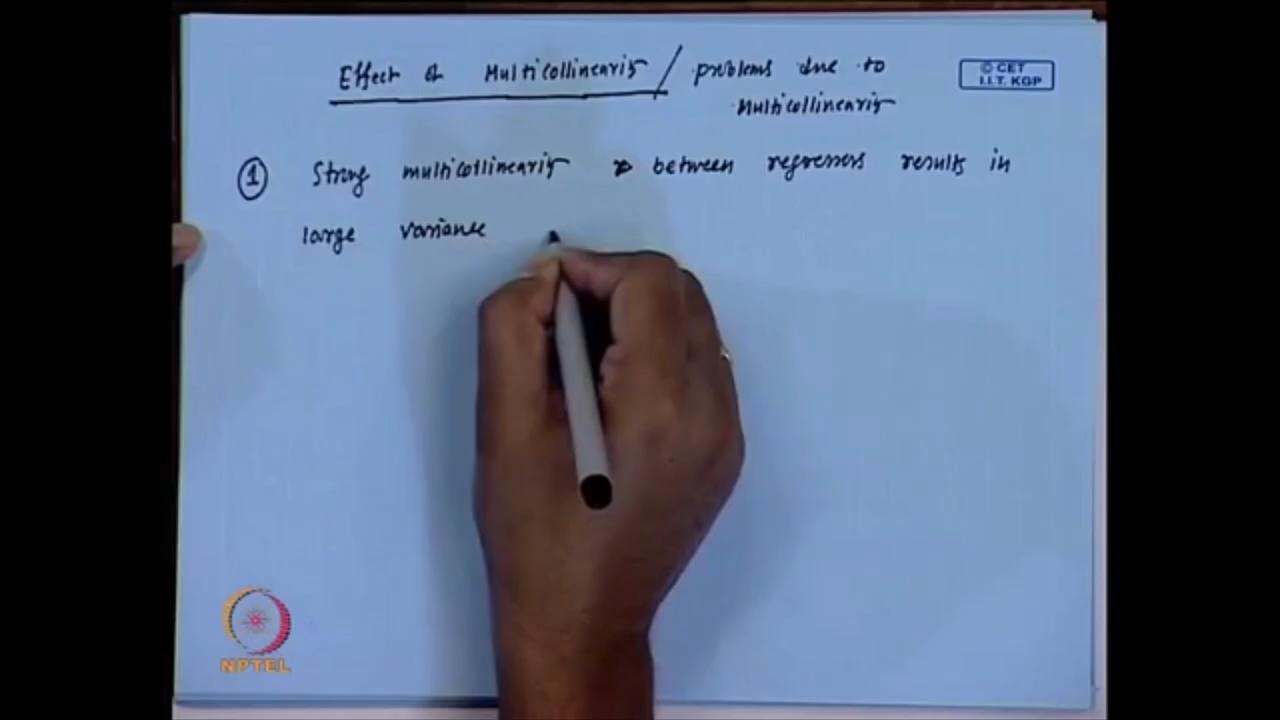 Effect of Multicollinearity / problems due to
Multicollinearity
© CET
I.I.T. KGP
① Strong multicollinearity between regressors results in
large variance
NPTEL